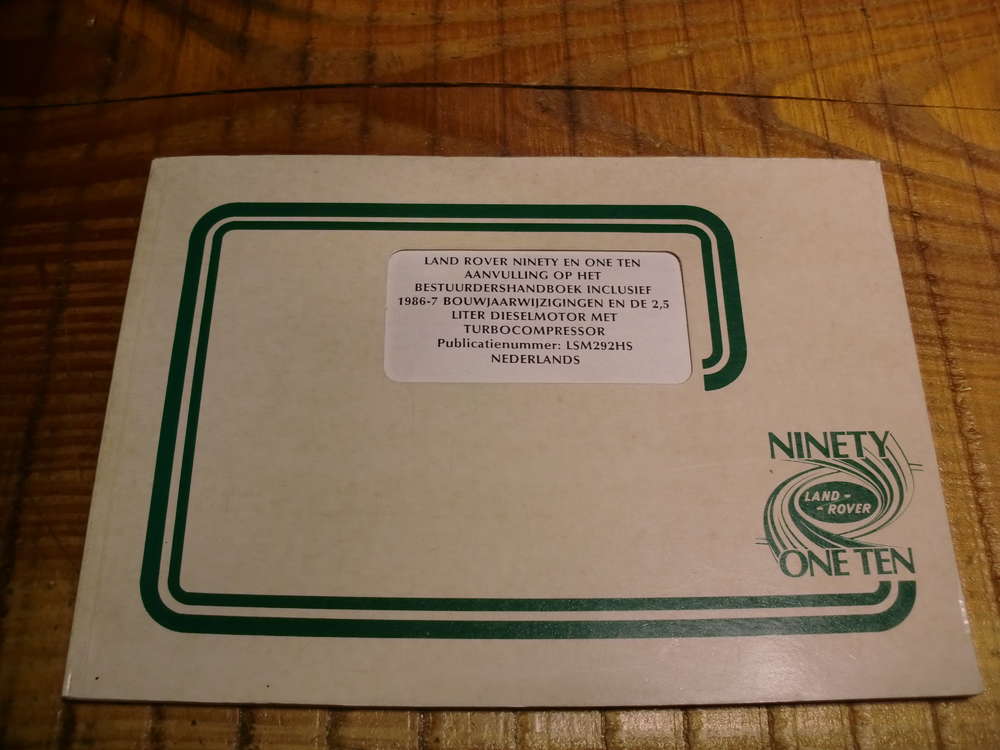 LAND ROVER NINETY EN ONE TEN
AANVULLING OP HET
BESTUURDERSHANDBOEK INCLUSIEF
1986-7 BOUWJAARWIJZIGINGEN EN DE 2,5
LITER DIESELMOTOR MET
TURBOCOMPRESSOR
Publicatienummer: LSM292HS
NEDERLANDS
NINETY
LAND -
- ROVER
ONE TEN